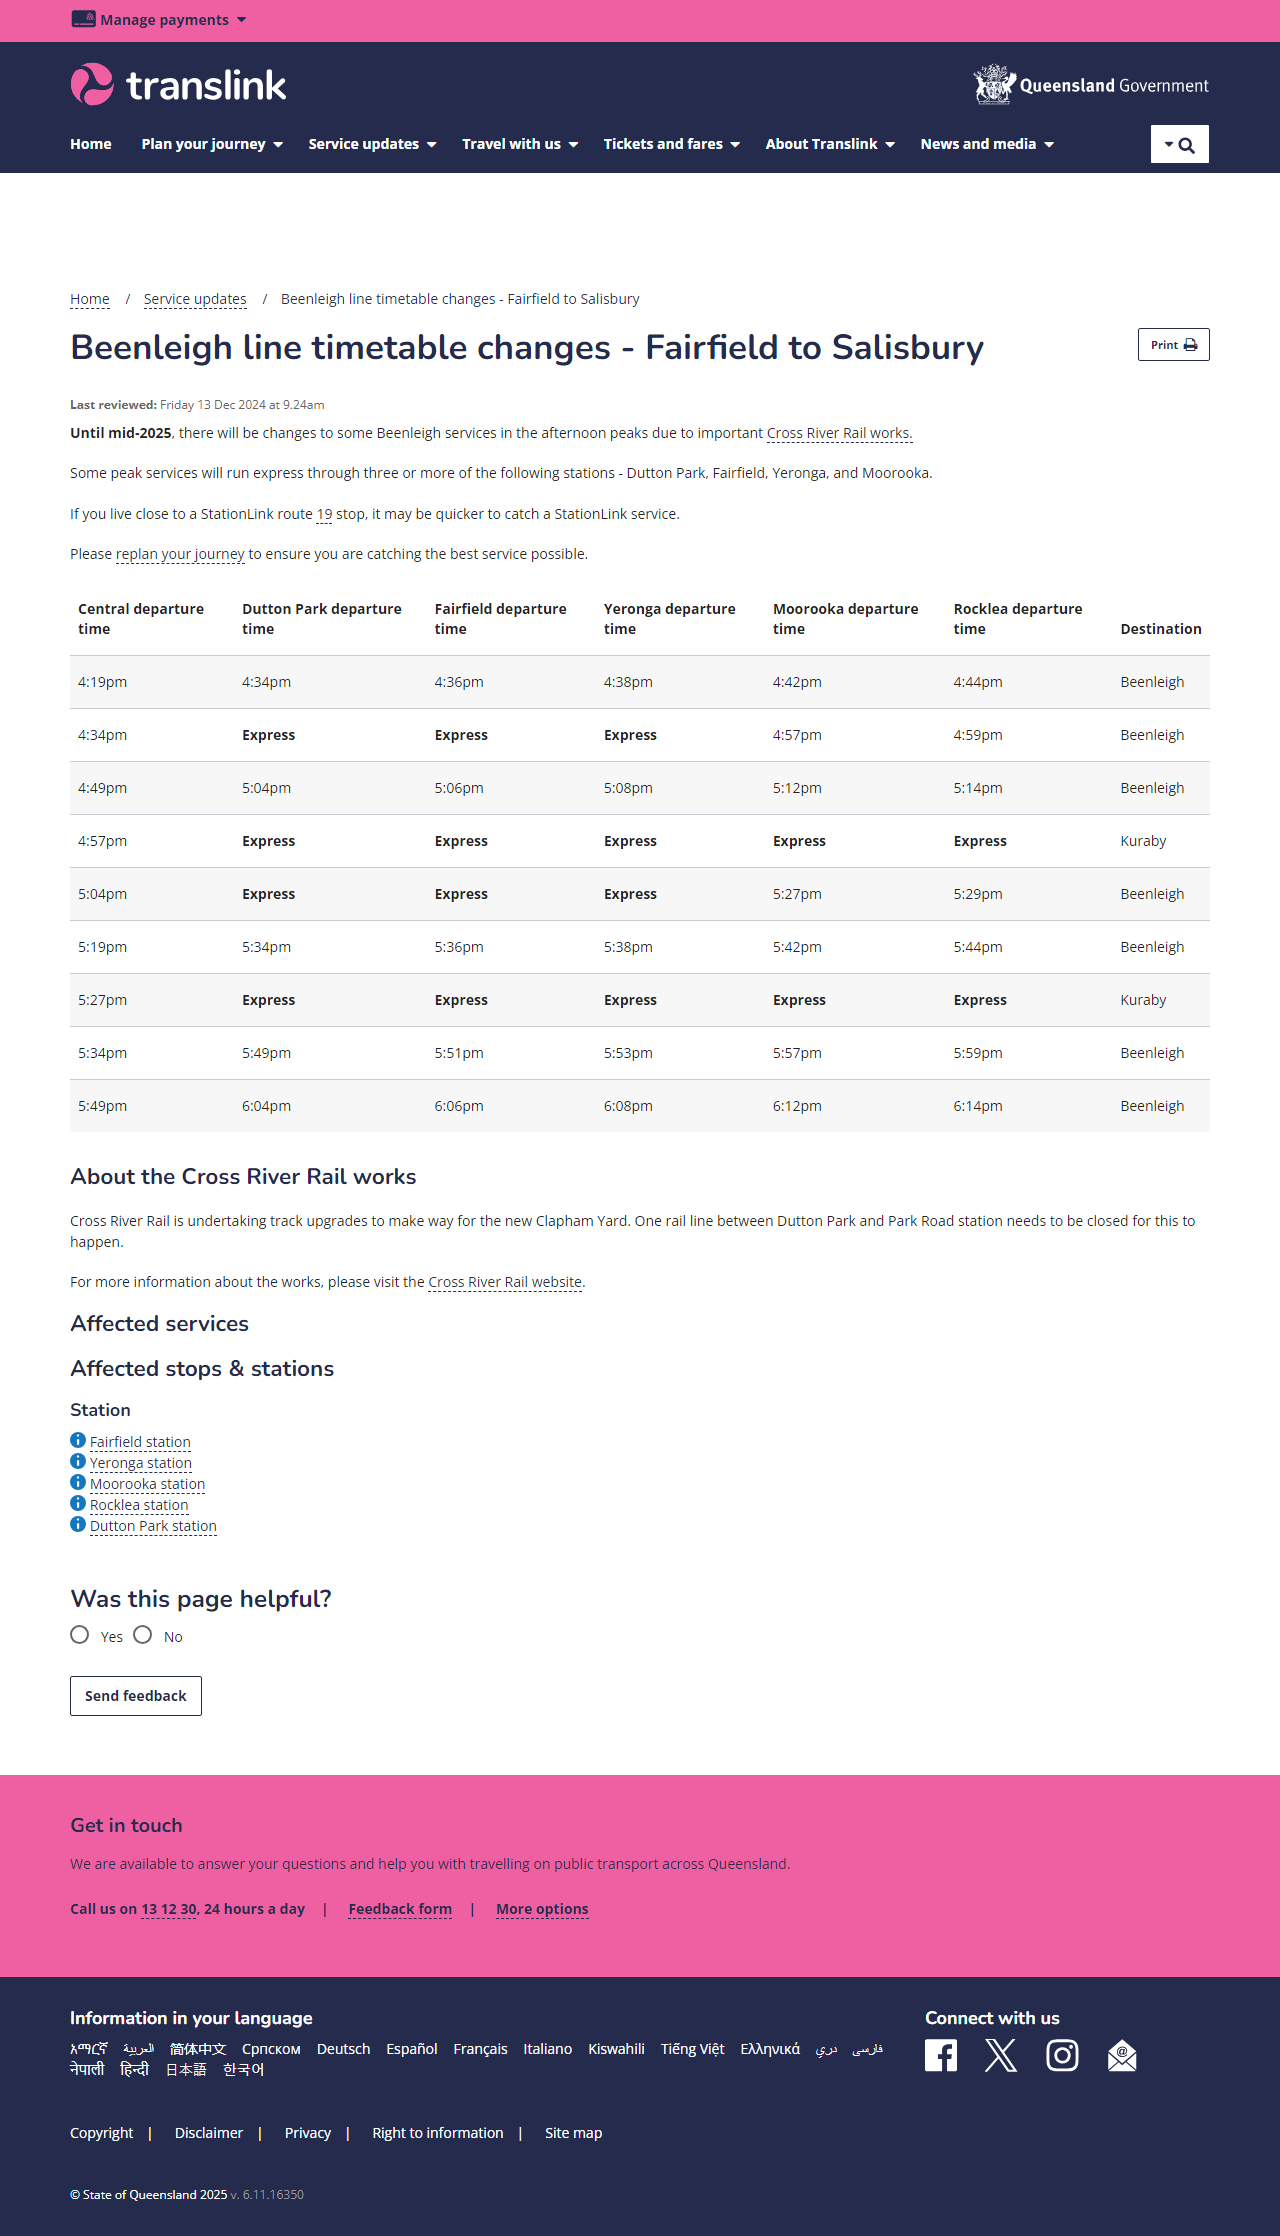 Manage payments
translink
Queensland Government
Home Plan your journey Service updates Travel with us Tickets and fares About Translink News and media
Home / Service updates / Beenleigh line timetable changes - Fairfield to Salisbury
Beenleigh line timetable changes - Fairfield to Salisbury
Print
Last reviewed: Friday 13 Dec 2024 at 9.24am
Until mid-2025, there will be changes to some Beenleigh services in the afternoon peaks due to important Cross River Rail works.
Some peak services will run express through three or more of the following stations - Dutton Park, Fairfield, Yeronga, and Moorooka.
If you live close to a StationLink route 19 stop, it may be quicker to catch a StationLink service.
Please replan your journey to ensure you are catching the best service possible.
Central departure time Dutton Park departure time Fairfield departure time Yeronga departure time Moorooka departure time Rocklea departure time Destination
4:19pm 4:34pm 4:36pm 4:38pm 4:42pm 4:44pm Beenleigh
4:34pm Express Express Express 4:57pm 4:59pm Beenleigh
4:49pm 5:04pm 5:06pm 5:08pm 5:12pm 5:14pm Beenleigh
4:57pm Express Express Express Express Express Kuraby
5:04pm Express Express Express 5:27pm 5:29pm Beenleigh
5:19pm 5:34pm 5:36pm 5:38pm 5:42pm 5:44pm Beenleigh
5:27pm Express Express Express Express Express Kuraby
5:34pm 5:49pm 5:51pm 5:53pm 5:57pm 5:59pm Beenleigh
5:49pm 6:04pm 6:06pm 6:08pm 6:12pm 6:14pm Beenleigh
About the Cross River Rail works
Cross River Rail is undertaking track upgrades to make way for the new Clapham Yard. One rail line between Dutton Park and Park Road station needs to be closed for this to
happen.
For more information about the works, please visit the Cross River Rail website.
Affected services
Affected stops & stations
Station
Fairfield station
Yeronga station
Moorooka station
Rocklea station
Dutton Park station
Was this page helpful?
Yes No
Send feedback
Get in touch
We are available to answer your questions and help you with travelling on public transport across Queensland.
Call us on 13 12 30, 24 hours a day | Feedback form | More options
Information in your language
አማርኛ العربية 简体中文 Српском Deutsch Español Français Italiano Kiswahili Tiếng Việt Ελληνικά دري فارسی
नेपाली हिन्दी 日本語 한국어
Connect with us
Copyright | Disclaimer | Privacy | Right to information | Site map
© State of Queensland 2025 v. 6.11.16350